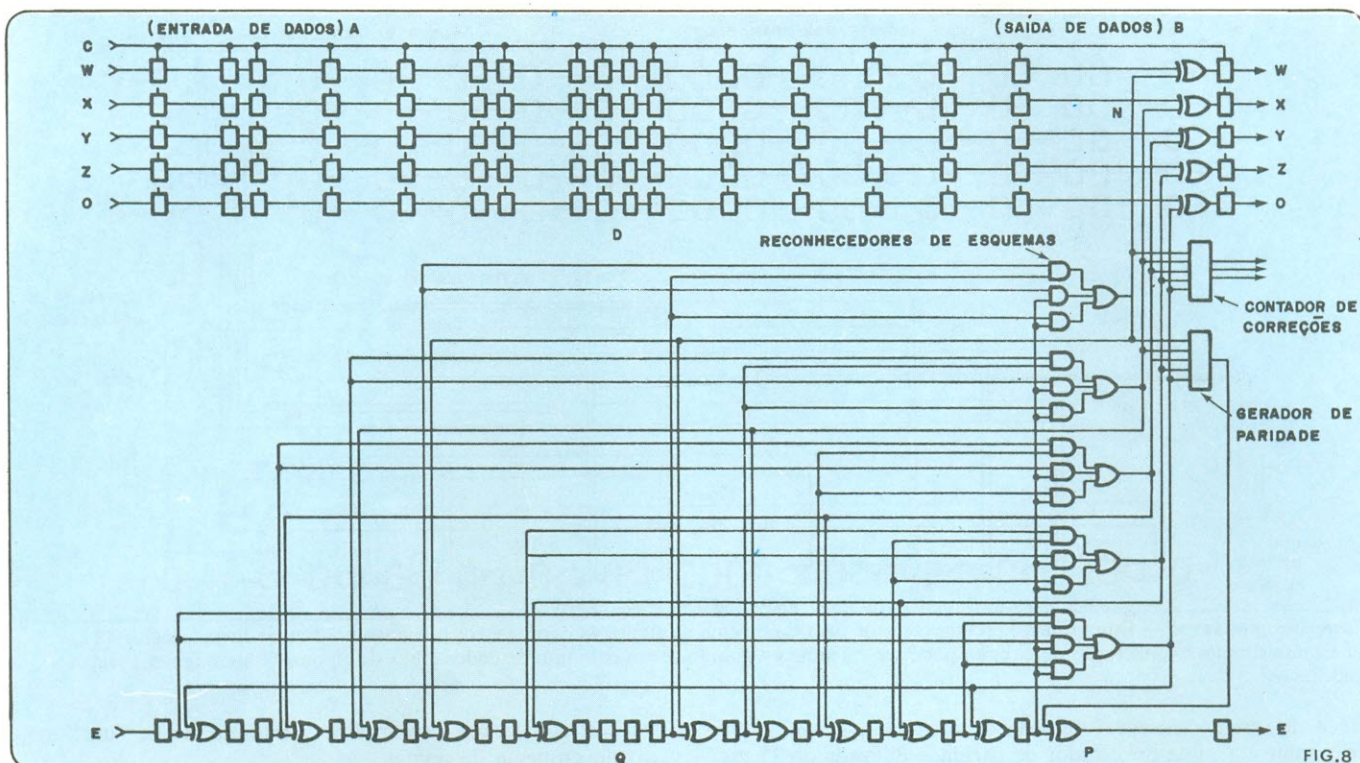 (ENTRADA DE DADOS) A
(SAÍDA DE DADOS) B
C
W
W
X
N
X
Y
Y
Z
Z
O
O
D
RECONHECEDORES DE ESQUEMAS
CONTADOR DE
CORREÇÕES
GERADOR DE
PARIDADE
E
E
Q
P
FIG.8